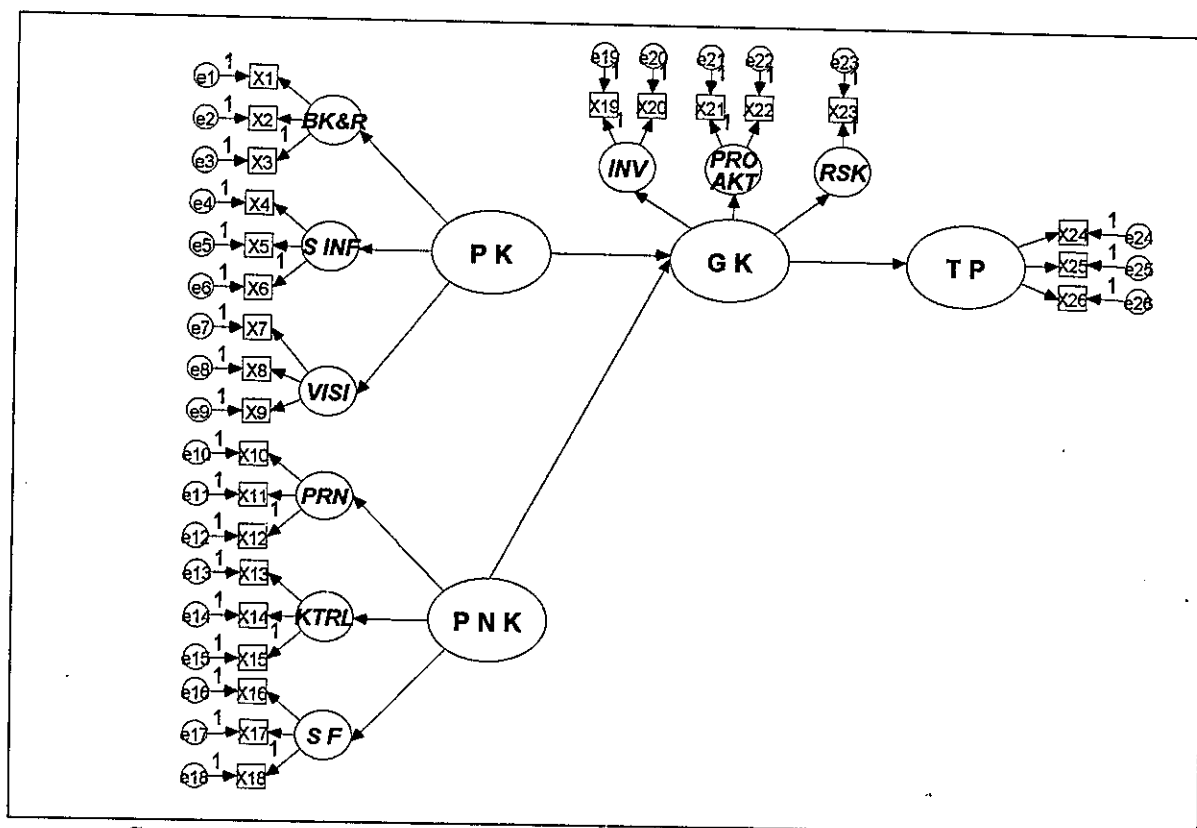 e1 1 X1
e2 1 X2
e3 1 X3 1
BK&R
e4 1 X4
e5 1 X5
e6 1 X6 1
S INF
e7 1 X7
e8 1 X8
e9 1 X9
VISI
P K
e10 1 X10
e11 1 X11
e12 1 X12 1
PRN
e13 1 X13
e14 1 X14
e15 1 X15 1
KTRL
e16 1 X16
e17 1 X17
e18 1 X18 1
S F
P N K
e19 e20 e21 e22 e23
1 1 1 1 1
X19 X20 X21 X22 X23
1 1 1
INV
PRO
AKT
RSK
G K
T P
X24 1 e24
X25 1 e25
X26 1 e26